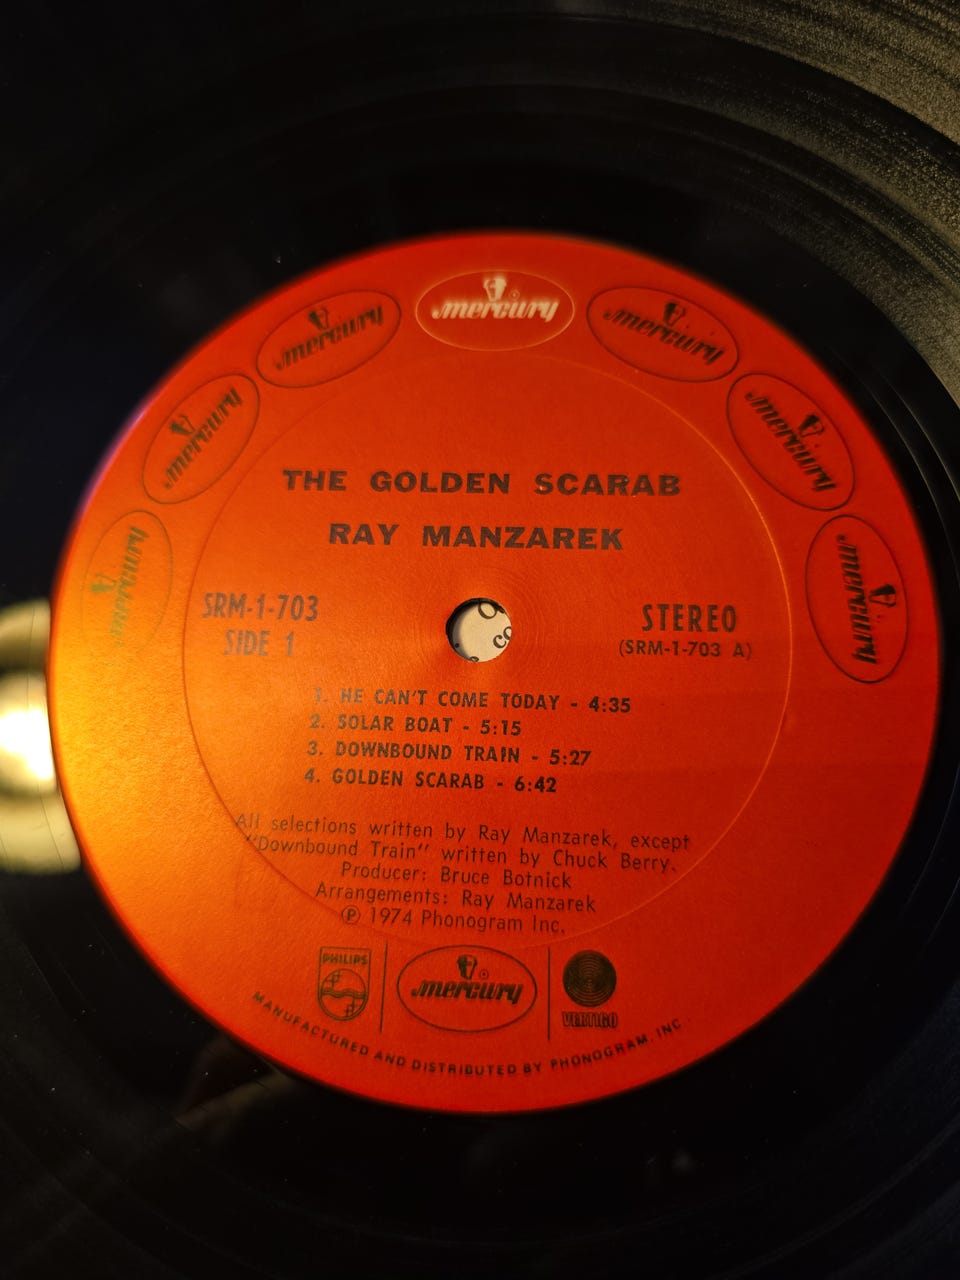 mercury
mercury
mercury
mercury
mercury
mercury
mercury
THE GOLDEN SCARAB
RAY MANZAREK
SRM-1-703
SIDE 1
STEREO
(SRM-1-703 A)
1. HE CAN'T COME TODAY - 4:35
2. SOLAR BOAT - 5:15
3. DOWNBOUND TRAIN - 5:27
4. GOLDEN SCARAB - 6:42
All selections written by Ray Manzarek, except
"Downbound Train" written by Chuck Berry.
Producer: Bruce Botnick
Arrangements: Ray Manzarek
℗ 1974 Phonogram Inc.
PHILIPS
mercury
VERTIGO
MANUFACTURED AND DISTRIBUTED BY PHONOGRAM, INC.